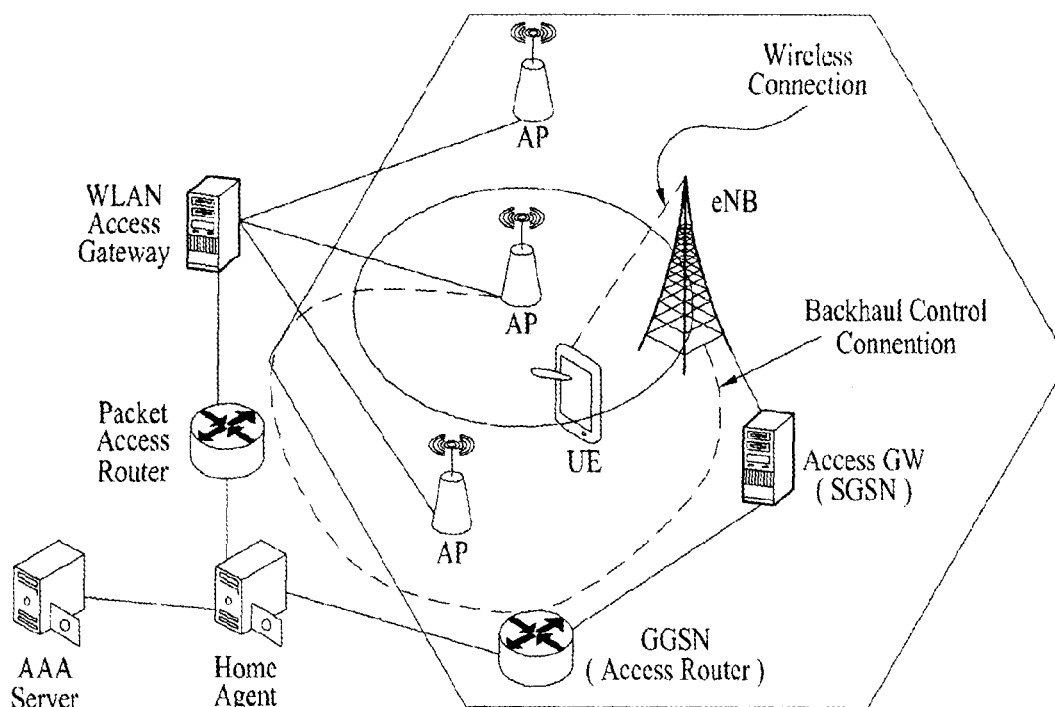 Wireless
Connection
AP
WLAN
Access
Gateway
eNB
AP
Backhaul Control
Connention
Packet
Access
Router
UE
Access GW
( SGSN )
AP
GGSN
( Access Router )
AAA
Server
Home
Agent